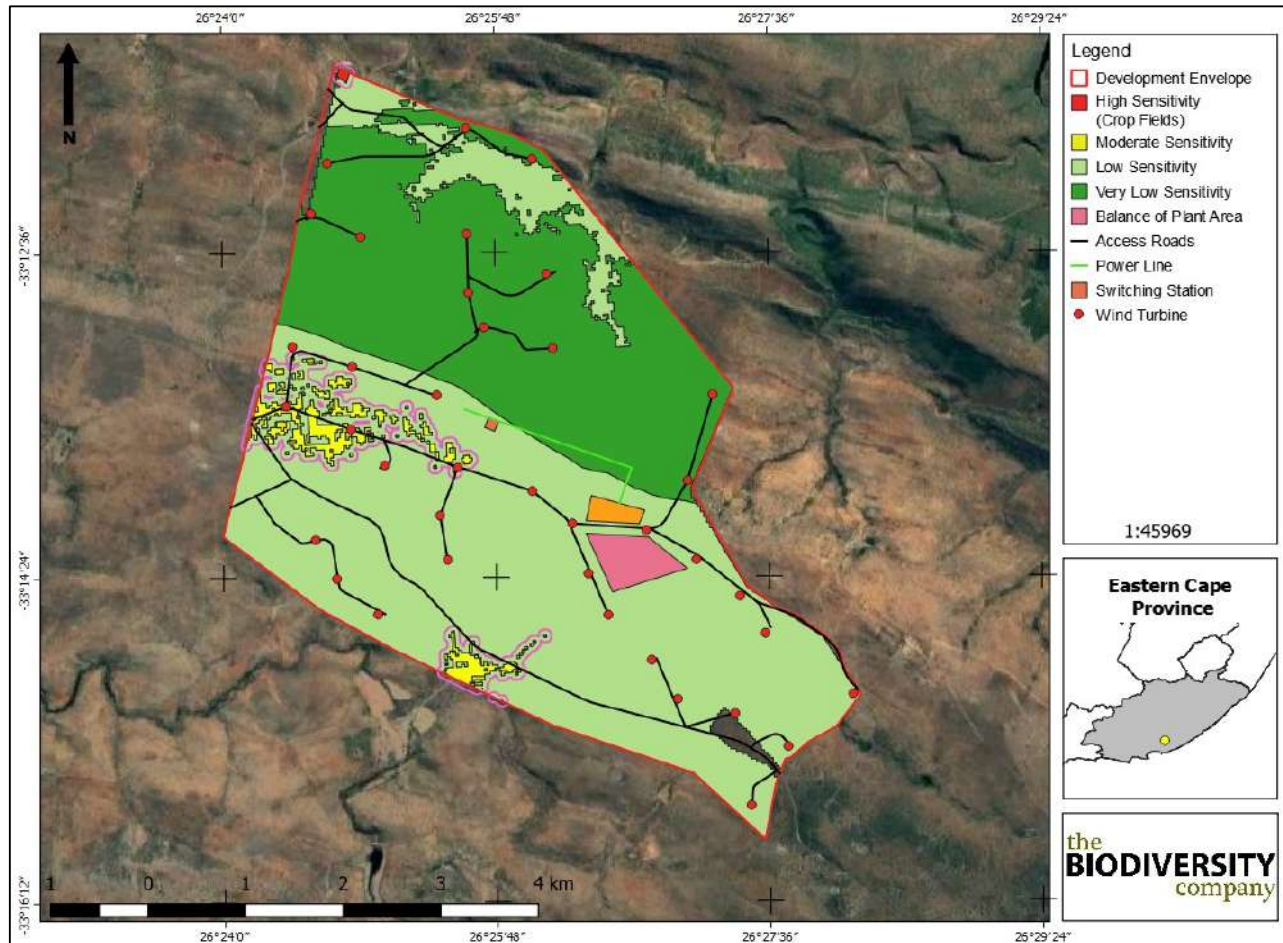 26°24'0" 26°25'48" 26°27'36" 26°29'24"
-33°12'36"
-33°14'24"
-33°16'12"
N
1 0 1 2 3 4 km
26°24'0" 26°25'48" 26°27'36" 26°29'24"
Legend
Development Envelope
High Sensitivity
(Crop Fields)
Moderate Sensitivity
Low Sensitivity
Very Low Sensitivity
Balance of Plant Area
Access Roads
Power Line
Switching Station
Wind Turbine
1:45969
Eastern Cape
Province
the
BIODIVERSITY
company